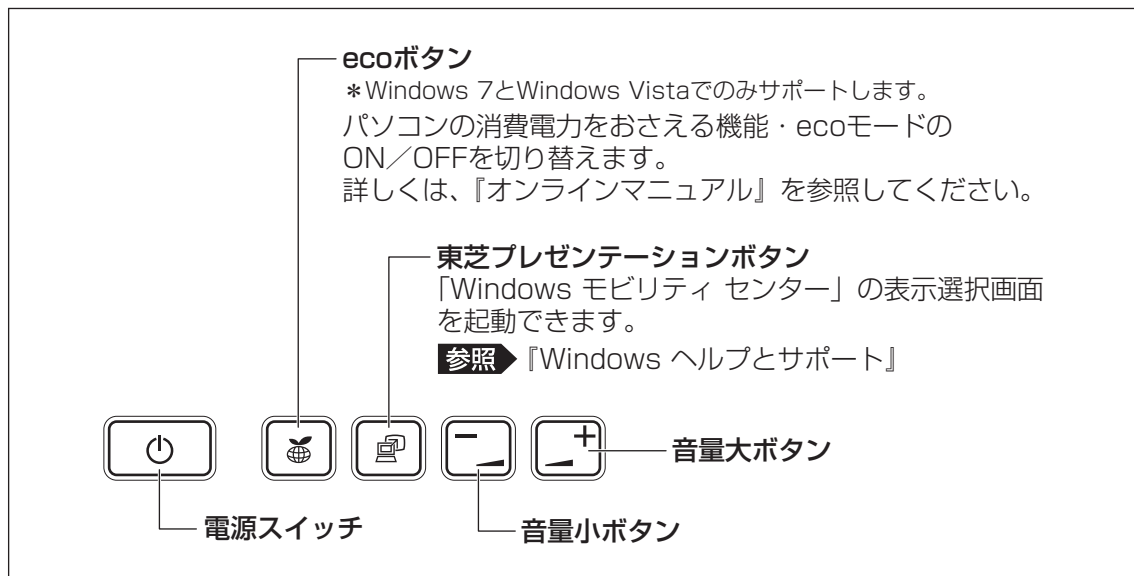 ecoボタン
＊Windows 7とWindows Vistaでのみサポートします。
パソコンの消費電力をおさえる機能・ecoモードの
ON／OFFを切り替えます。
詳しくは、『オンラインマニュアル』を参照してください。
東芝プレゼンテーションボタン
「Windows モビリティ センター」の表示選択画面
を起動できます。
参照 『Windows ヘルプとサポート』
音量大ボタン
電源スイッチ
音量小ボタン